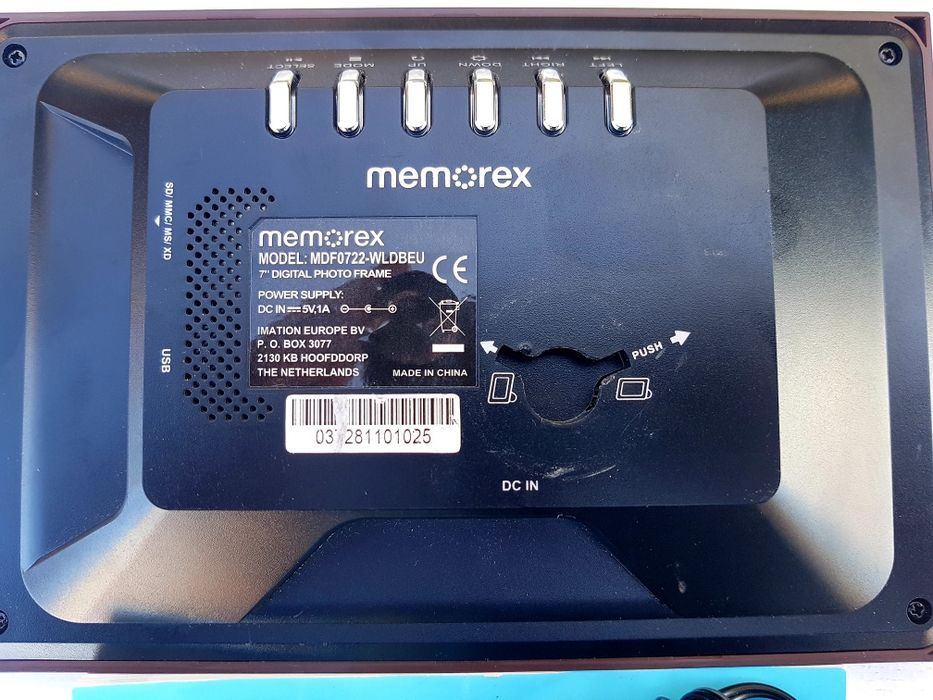 SELECT MODE UP DOWN RIGHT LEFT
memorex
SD/ MMC/ MS/ XD
USB
memorex
MODEL: MDF0722-WLDBEU
7" DIGITAL PHOTO FRAME
CE
POWER SUPPLY:
DC IN⎓5V,1A
IMATION EUROPE BV
P. O. BOX 3077
2130 KB HOOFDDORP
THE NETHERLANDS
MADE IN CHINA
PUSH
DC IN